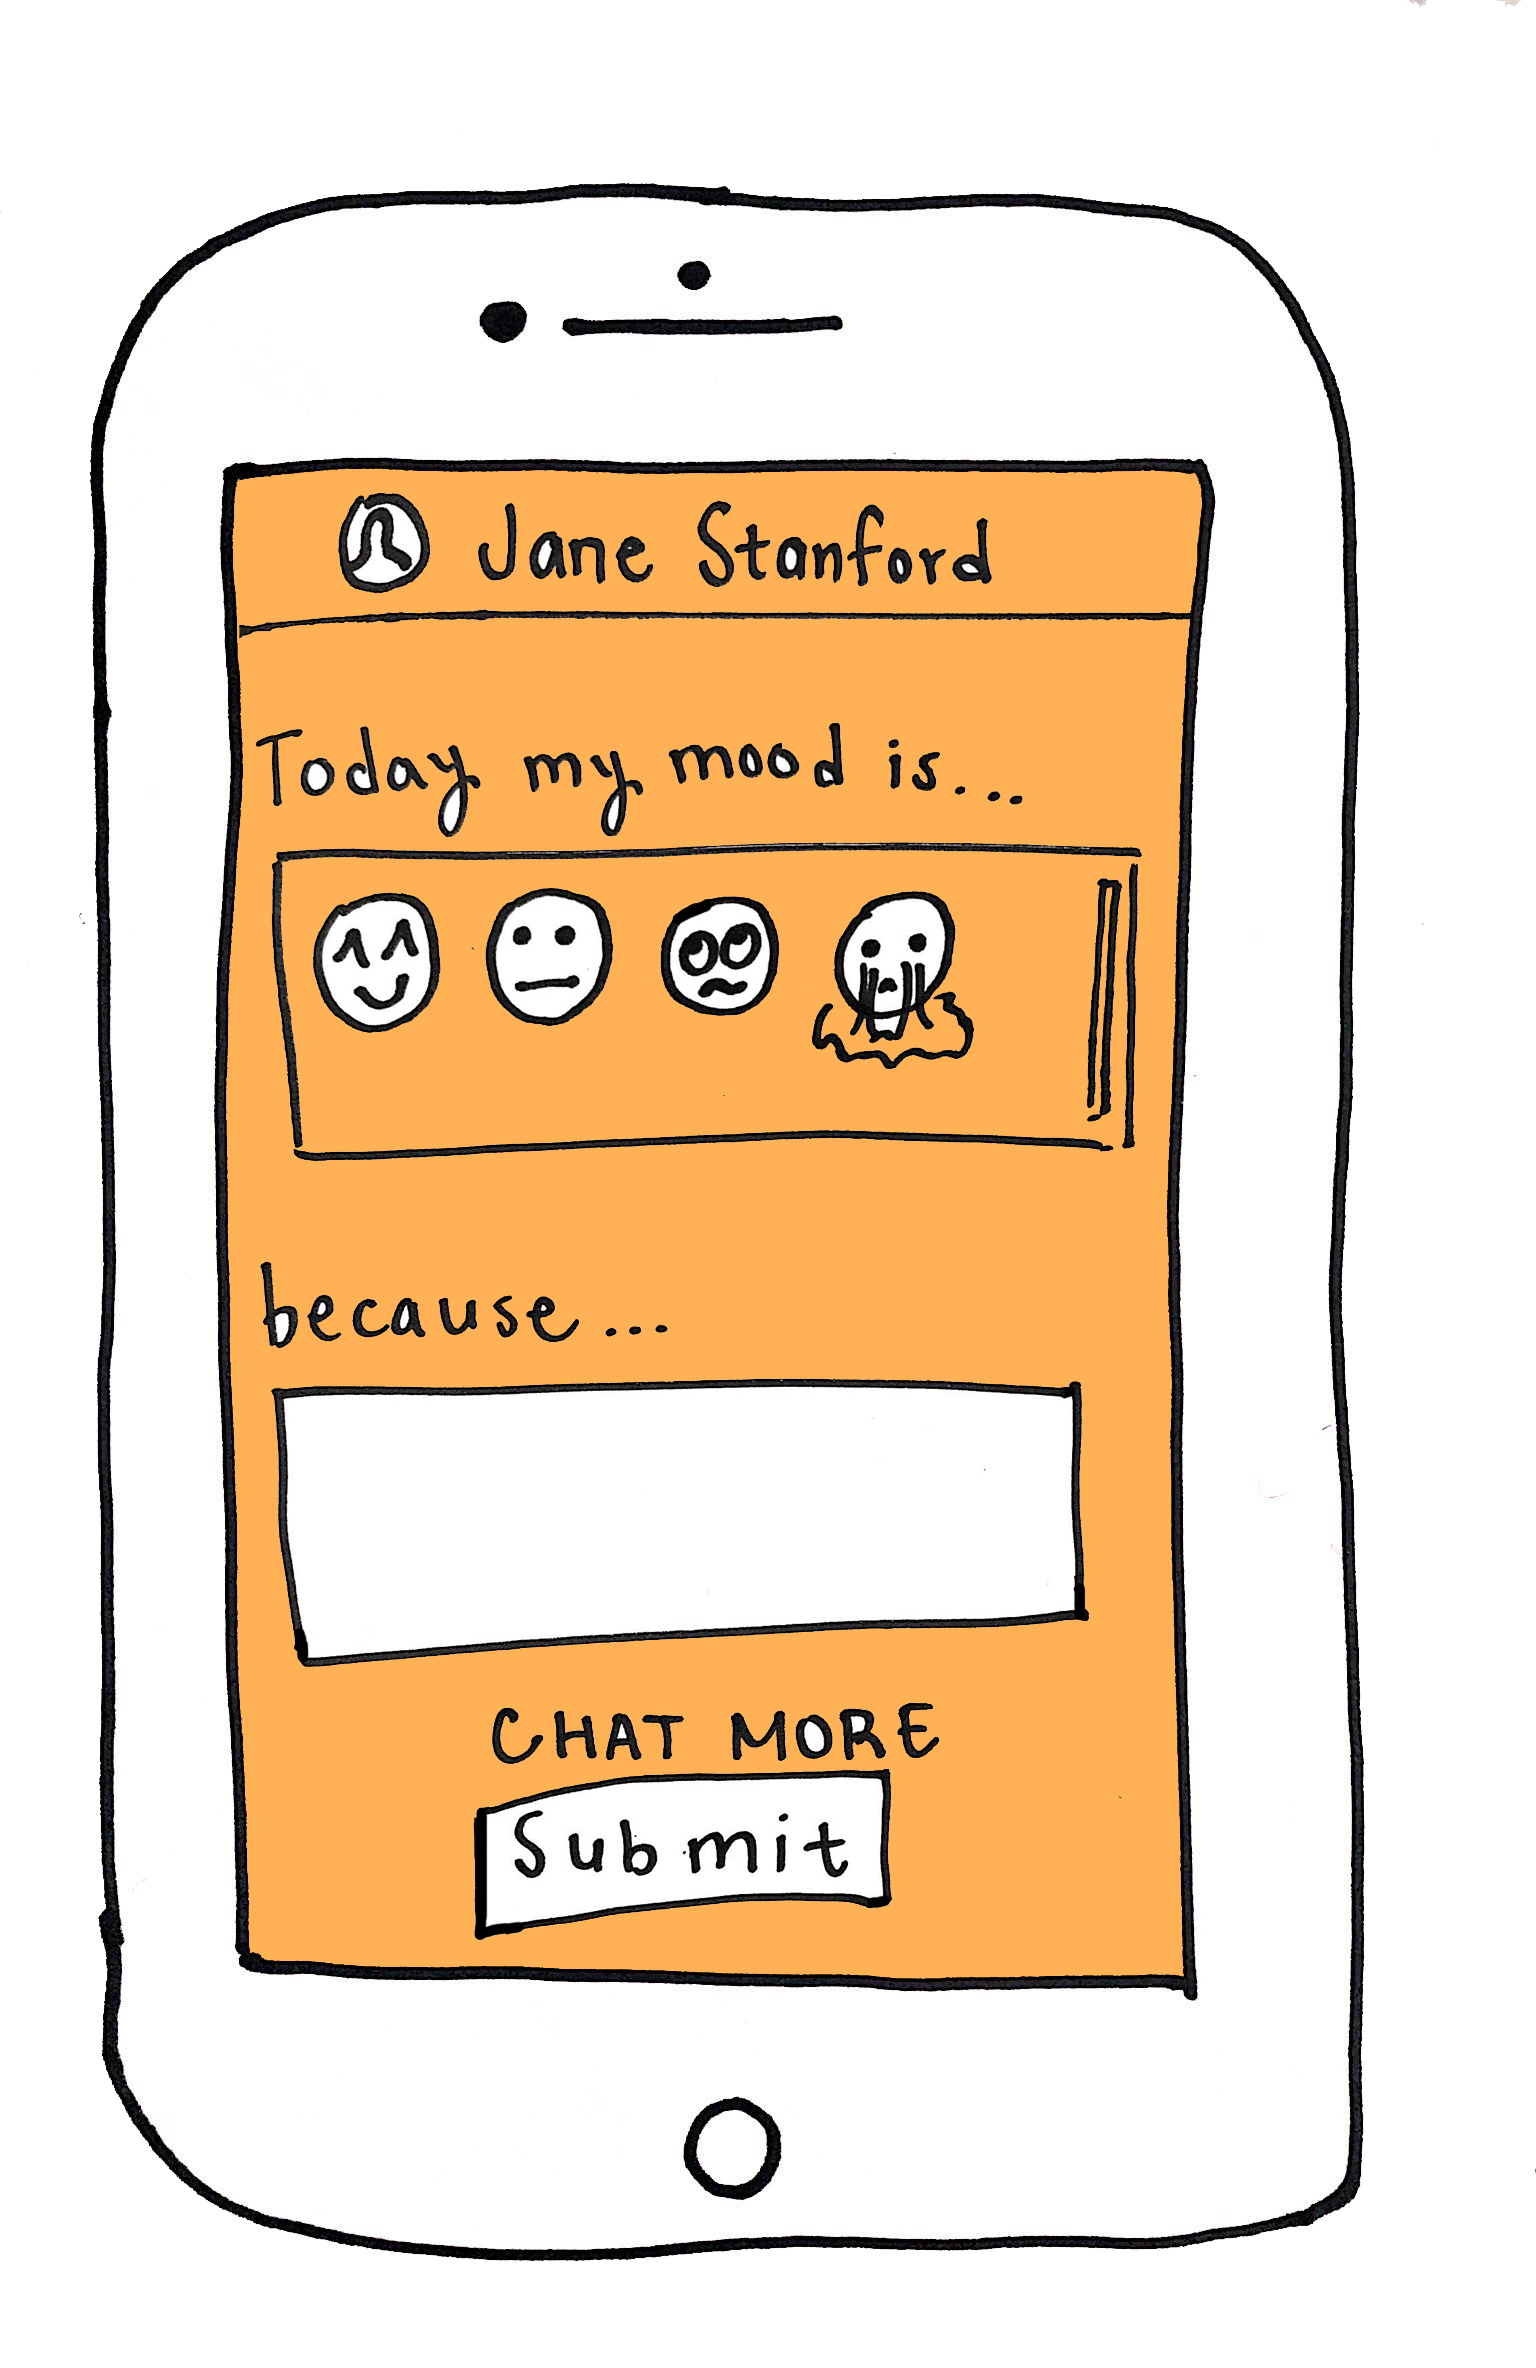 Jane Stanford
Today my mood is...
because...
CHAT MORE
Submit